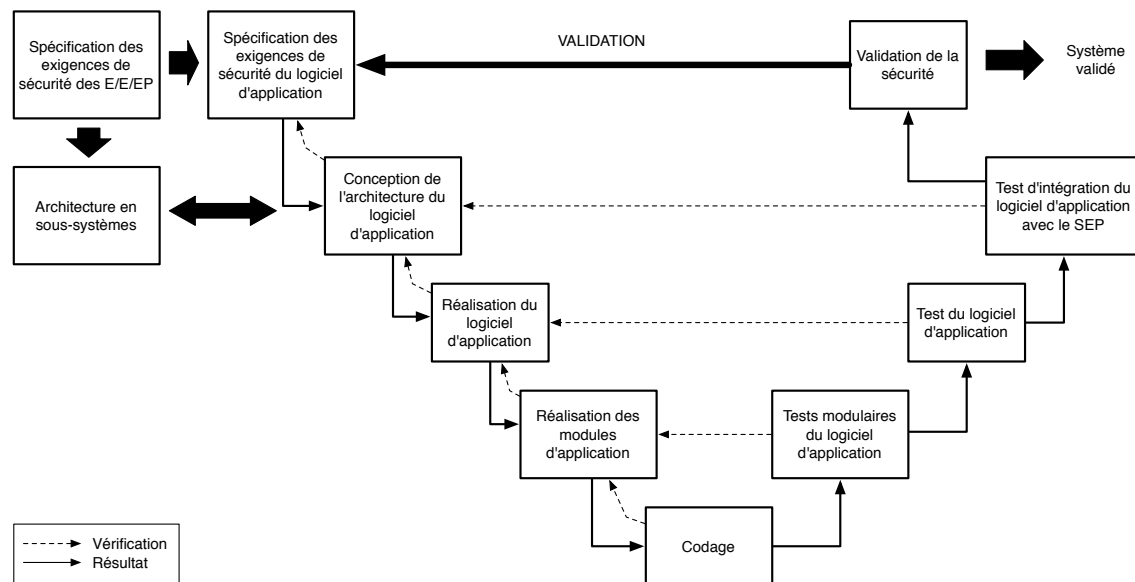 Spécification des
exigences de
sécurité des E/E/EP
Spécification des
exigences de
sécurité du logiciel
d'application
VALIDATION
Validation de la
sécurité
Système
validé
Architecture en
sous-systèmes
Conception de
l'architecture du
logiciel
d'application
Test d'intégration du
logiciel d'application
avec le SEP
Réalisation du
logiciel
d'application
Test du logiciel
d'application
Réalisation des
modules
d'application
Tests modulaires
du logiciel
d'application
Codage
Vérification
Résultat